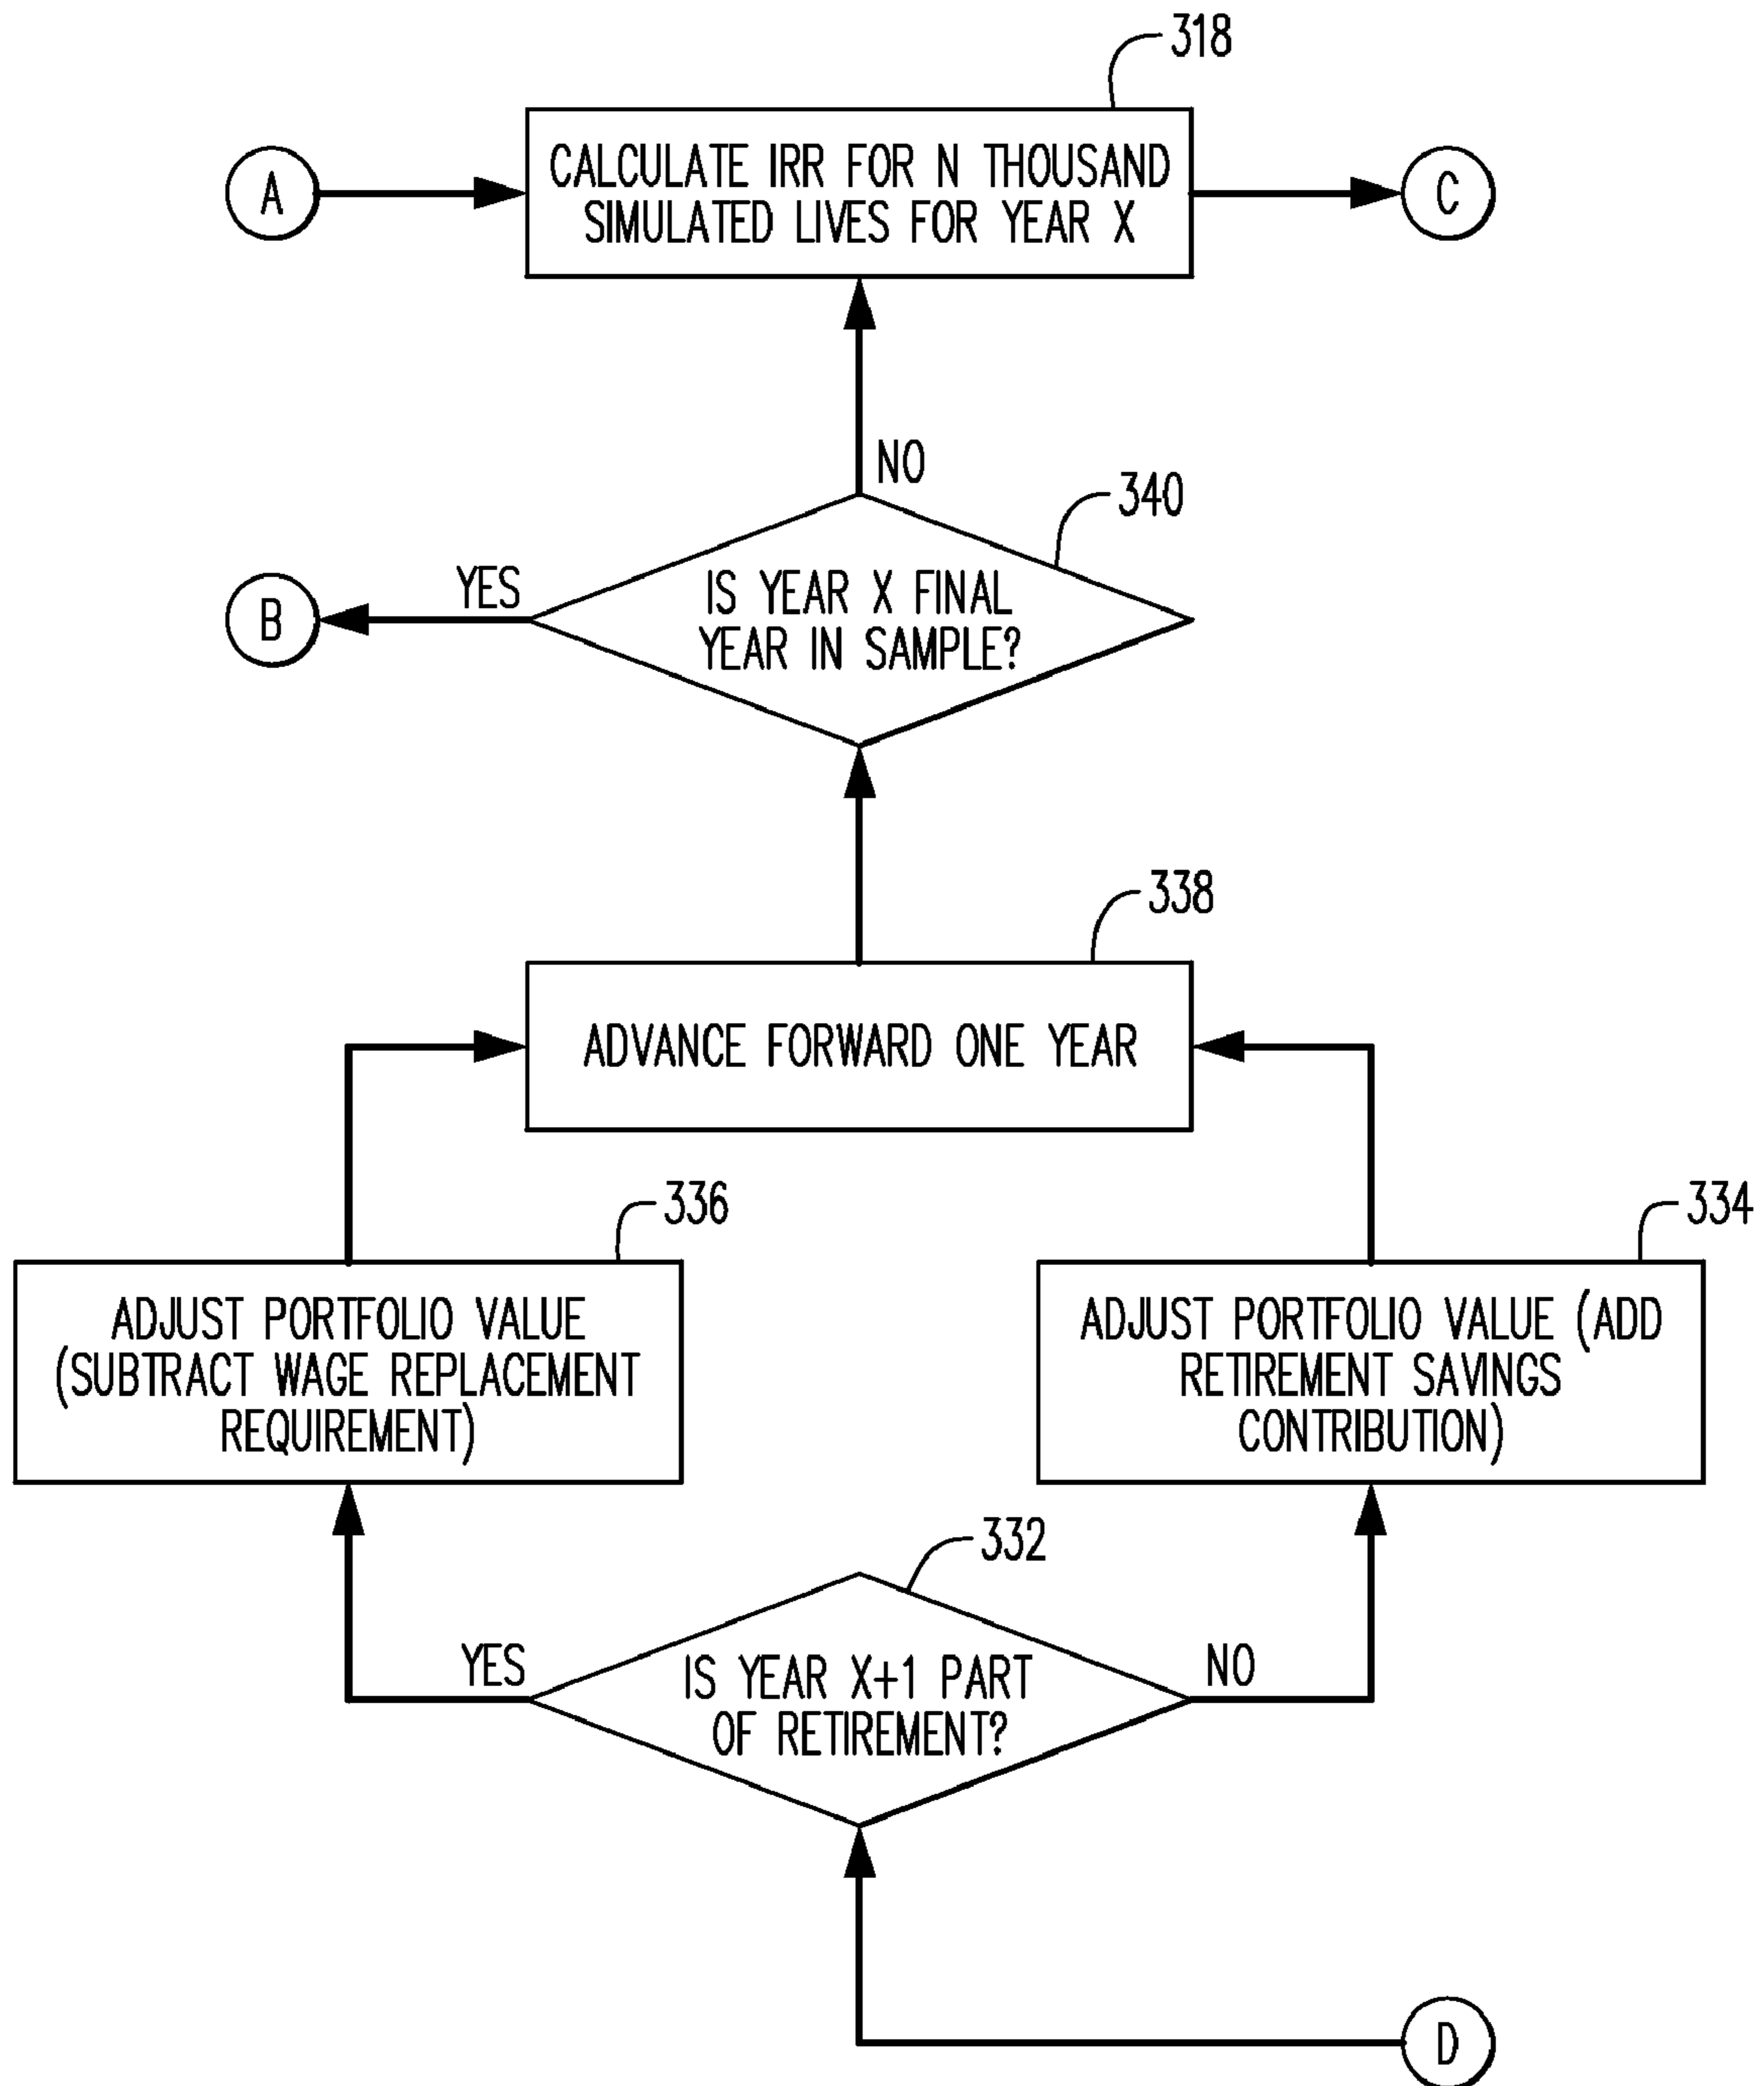 318
A
CALCULATE IRR FOR N THOUSAND
SIMULATED LIVES FOR YEAR X
C
NO
340
B
YES
IS YEAR X FINAL
YEAR IN SAMPLE?
338
ADVANCE FORWARD ONE YEAR
336
334
ADJUST PORTFOLIO VALUE
(SUBTRACT WAGE REPLACEMENT
REQUIREMENT)
ADJUST PORTFOLIO VALUE (ADD
RETIREMENT SAVINGS
CONTRIBUTION)
332
YES
IS YEAR X+1 PART
OF RETIREMENT?
NO
D